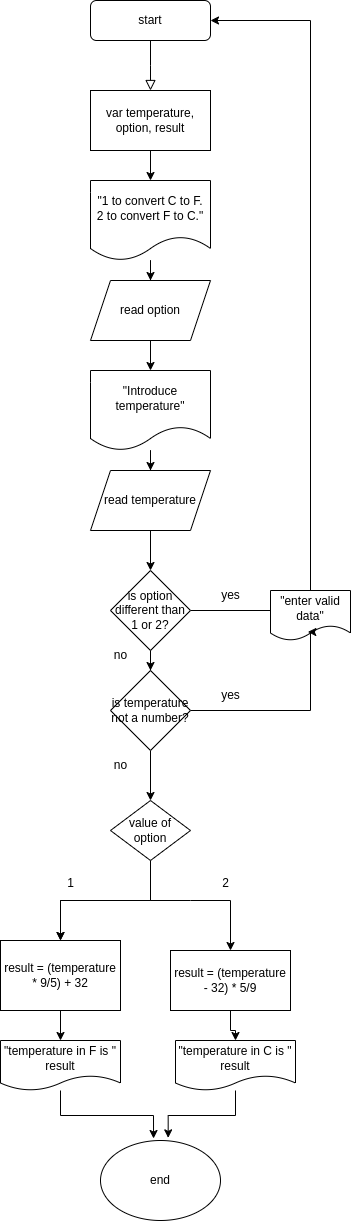 start
var temperature,
option, result
"1 to convert C to F.
2 to convert F to C."
read option
"Introduce
temperature"
read temperature
is option
different than
1 or 2?
yes
"enter valid
data"
no
is temperature
not a number?
yes
no
value of
option
1
2
result = (temperature
* 9/5) + 32
result = (temperature
- 32) * 5/9
"temperature in F is "
result
"temperature in C is "
result
end